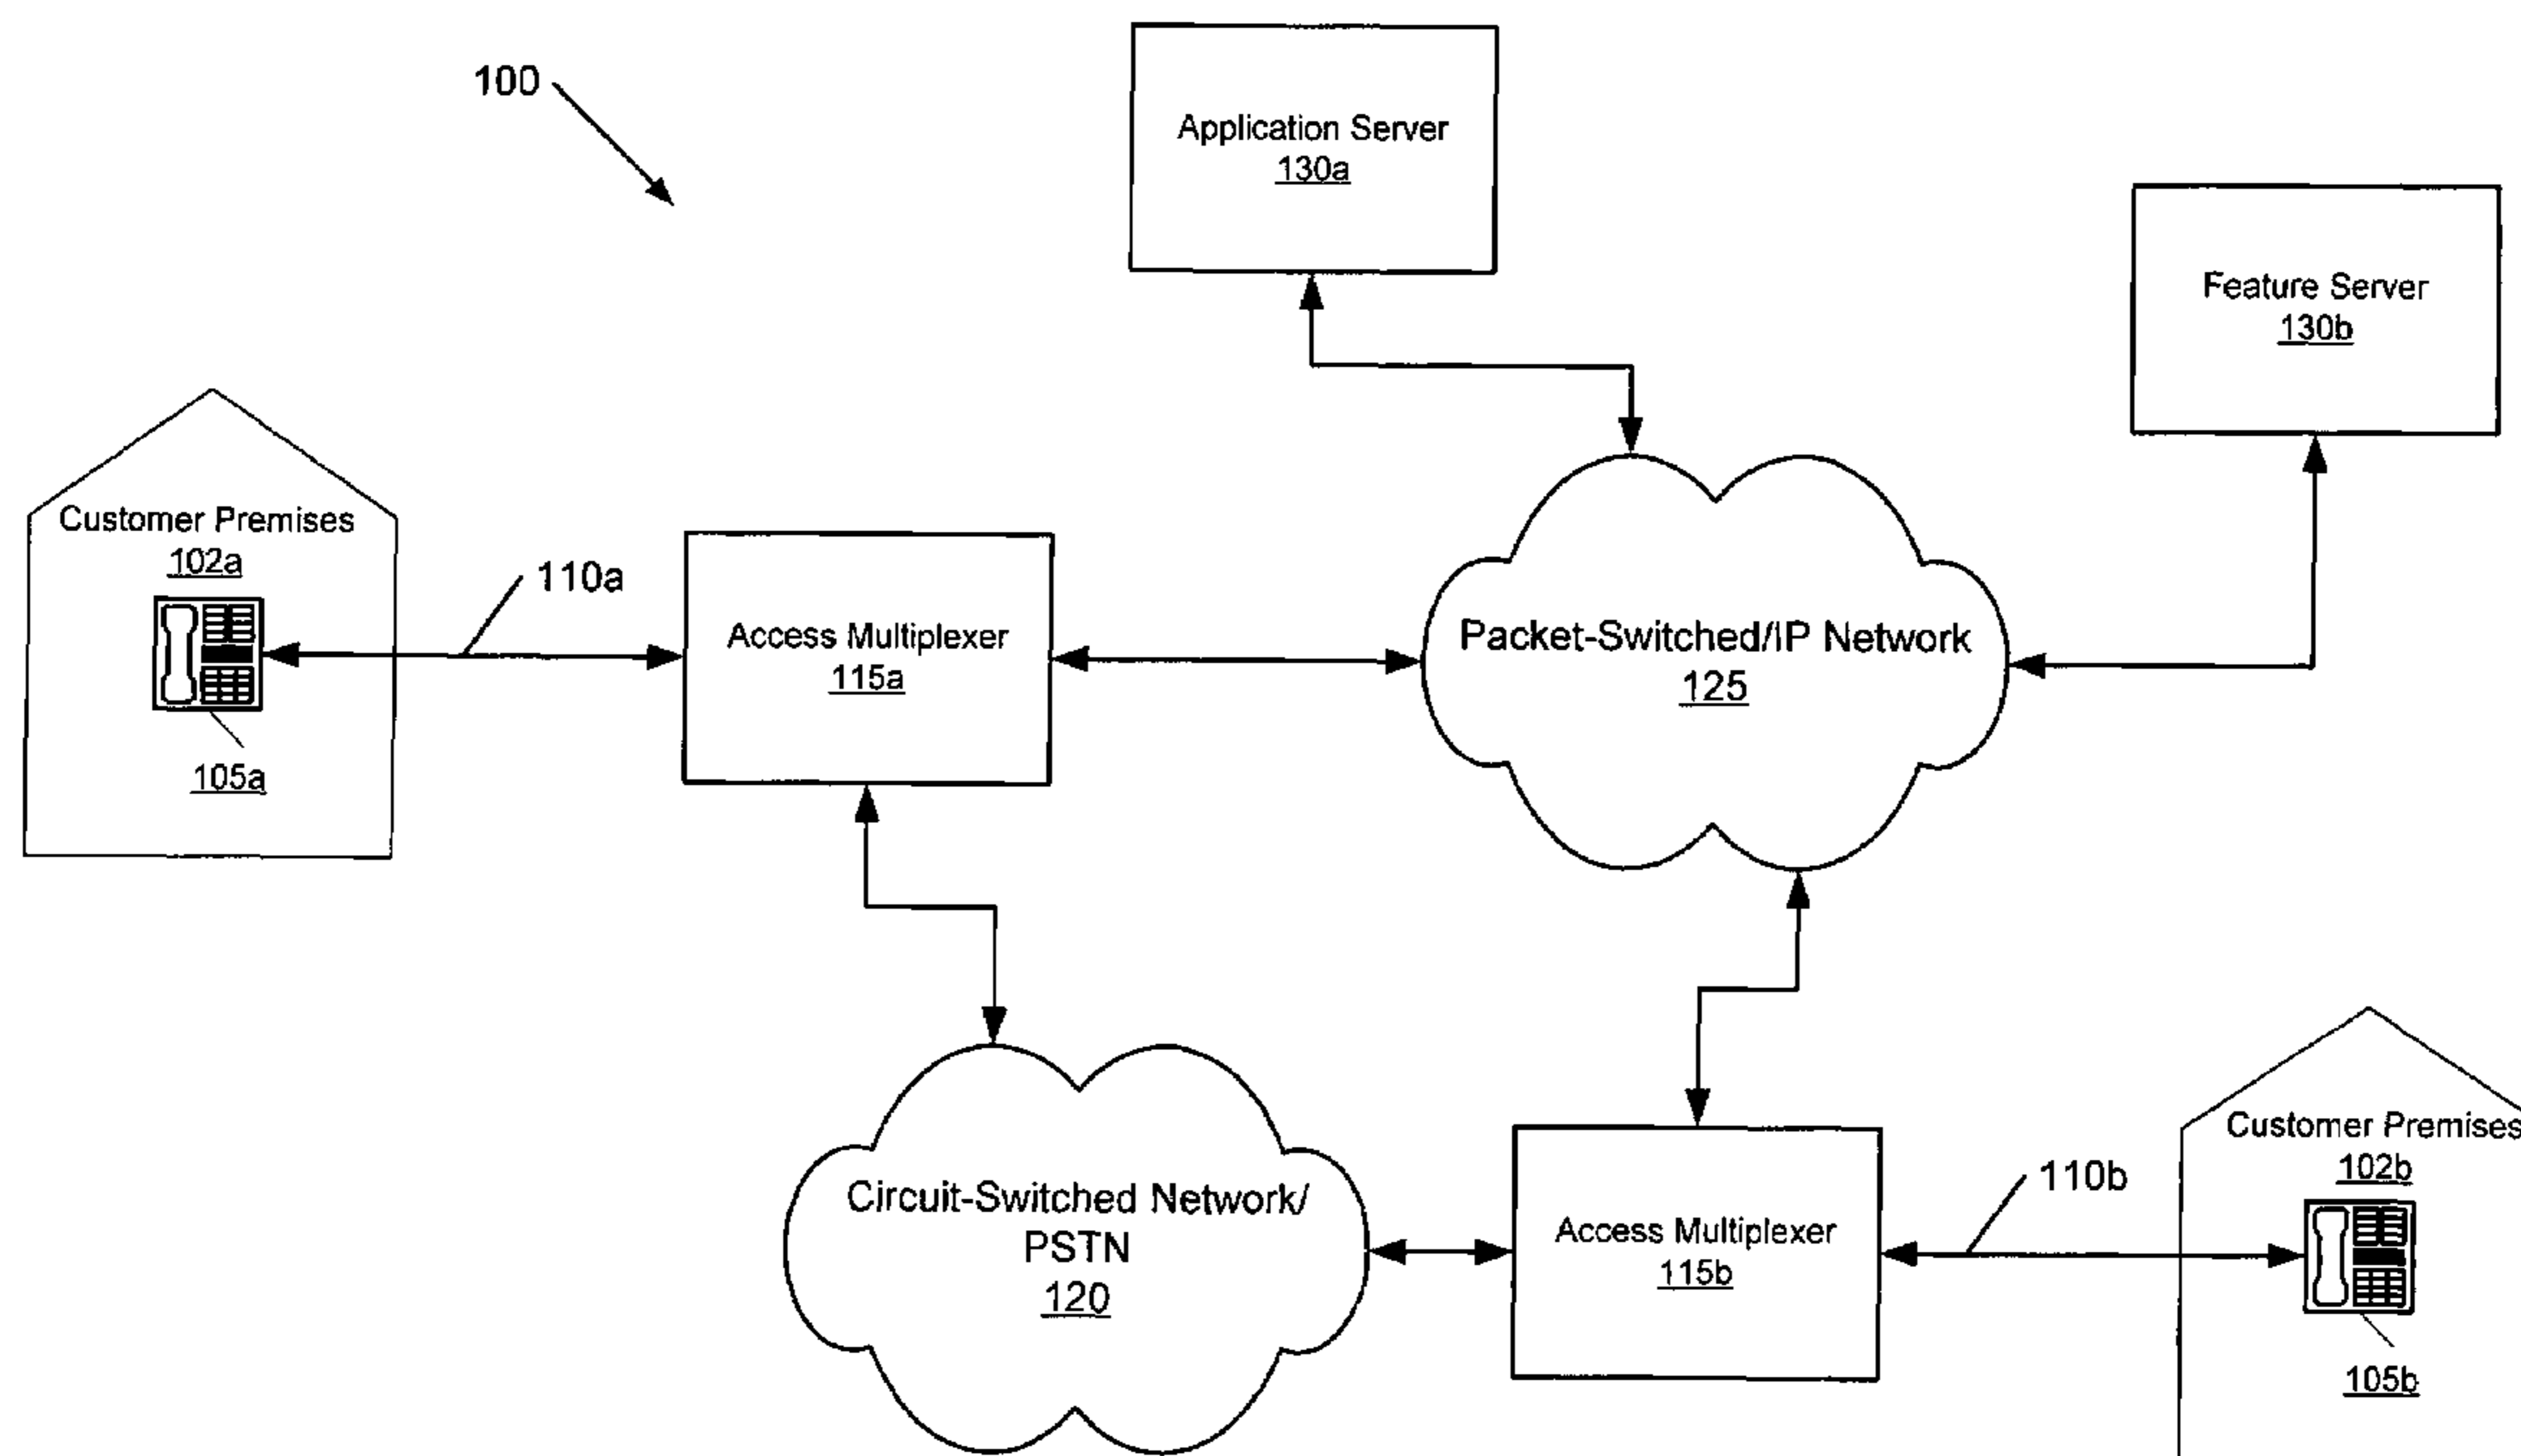 100
Application Server
130a
Feature Server
130b
Customer Premises
102a
110a
105a
Access Multiplexer
115a
Packet-Switched/IP Network
125
Circuit-Switched Network/
PSTN
120
Access Multiplexer
115b
110b
Customer Premises
102b
105b